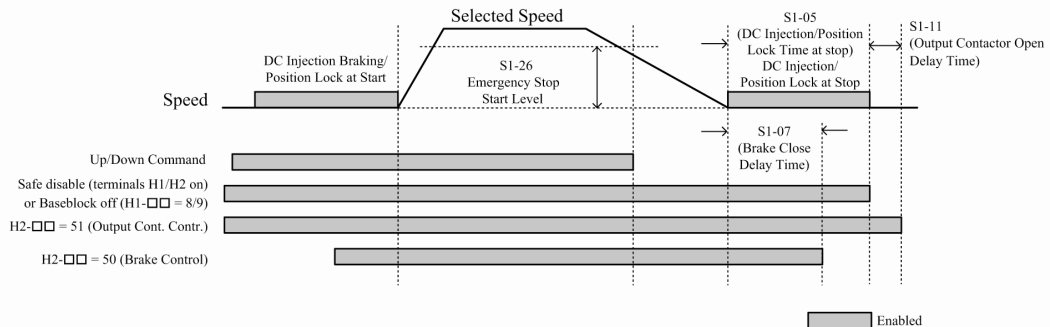 Selected Speed
S1-05
(DC Injection/Position
Lock Time at stop)
DC Injection/
Position Lock at Stop
S1-11
(Output Contactor Open
Delay Time)
DC Injection Braking/
Position Lock at Start
S1-26
Emergency Stop
Start Level
Speed
S1-07
(Brake Close
Delay Time)
Up/Down Command
Safe disable (terminals H1/H2 on)
or Baseblock off (H1-□□ = 8/9)
H2-□□ = 51 (Output Cont. Contr.)
H2-□□ = 50 (Brake Control)
Enabled